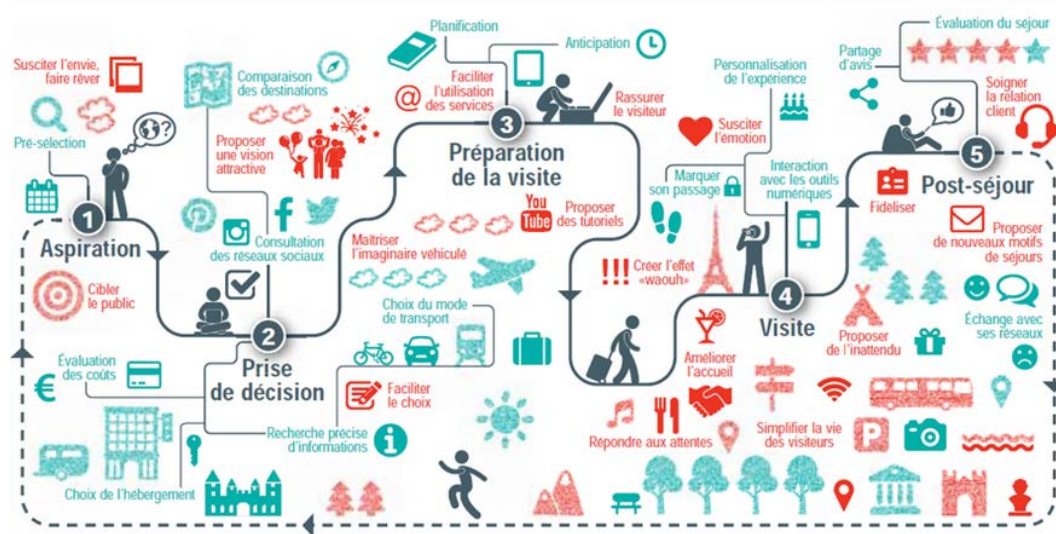 Susciter l'envie,
faire rêver
Pré-sélection
1
Aspiration
Cibler
le public
Comparaison
des destinations
Proposer
une vision
attractive
Consultation
des réseaux sociaux
2
Prise
de décision
Évaluation
des coûts
€
Choix de l'hébergement
Recherche précise
d'informations
i
Faciliter
le choix
Choix du mode
de transport
Planification
Anticipation
@
Faciliter
l'utilisation
des services
Rassurer
le visiteur
3
Préparation
de la visite
You
Tube
Proposer
des tutoriels
Maîtriser
l'imaginaire véhiculé
Personnalisation
de l'expérience
Susciter
l'émotion
Marquer
son passage
Interaction
avec les outils
numériques
!!! Créer l'effet
«waouh»
4
Visite
Améliorer
l'accueil
Répondre aux attentes
Simplifier la vie
des visiteurs
P
Proposer
de l'inattendu
Évaluation du séjour
Partage
d'avis
Soigner
la relation
client
5
Post-séjour
Fidéliser
Proposer
de nouveaux motifs
de séjours
Échange avec
ses réseaux